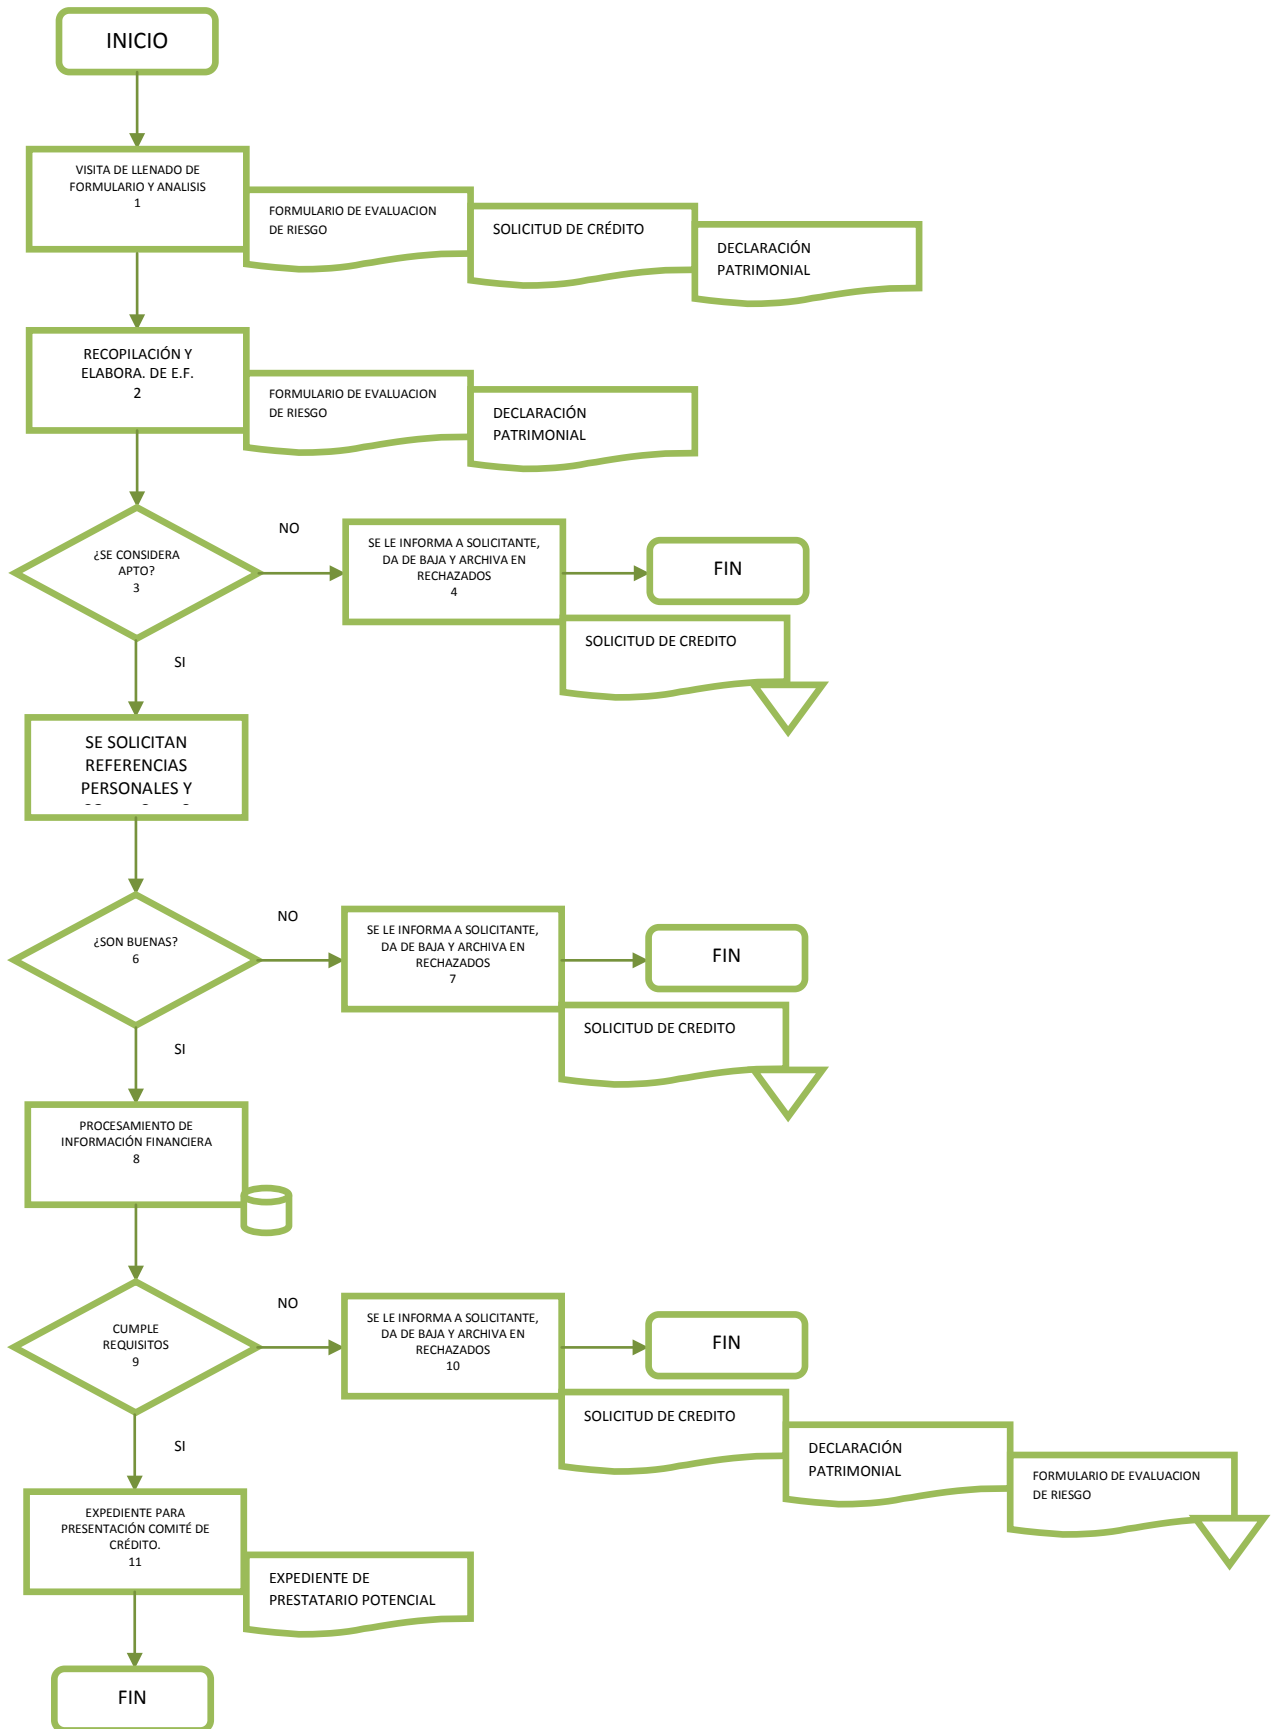 INICIO
VISITA DE LLENADO DE
FORMULARIO Y ANALISIS
1
FORMULARIO DE EVALUACION
DE RIESGO
SOLICITUD DE CRÉDITO
DECLARACIÓN
PATRIMONIAL
RECOPILACIÓN Y
ELABORA. DE E.F.
2
FORMULARIO DE EVALUACION
DE RIESGO
DECLARACIÓN
PATRIMONIAL
¿SE CONSIDERA
APTO?
3
NO
SE LE INFORMA A SOLICITANTE,
DA DE BAJA Y ARCHIVA EN
RECHAZADOS
4
FIN
SOLICITUD DE CREDITO
SI
SE SOLICITAN
REFERENCIAS
PERSONALES Y
¿SON BUENAS?
6
NO
SE LE INFORMA A SOLICITANTE,
DA DE BAJA Y ARCHIVA EN
RECHAZADOS
7
FIN
SOLICITUD DE CREDITO
SI
PROCESAMIENTO DE
INFORMACIÓN FINANCIERA
8
CUMPLE
REQUISITOS
9
NO
SE LE INFORMA A SOLICITANTE,
DA DE BAJA Y ARCHIVA EN
RECHAZADOS
10
FIN
SOLICITUD DE CREDITO
DECLARACIÓN
PATRIMONIAL
FORMULARIO DE EVALUACION
DE RIESGO
SI
EXPEDIENTE PARA
PRESENTACIÓN COMITÉ DE
CRÉDITO.
11
EXPEDIENTE DE
PRESTATARIO POTENCIAL
FIN